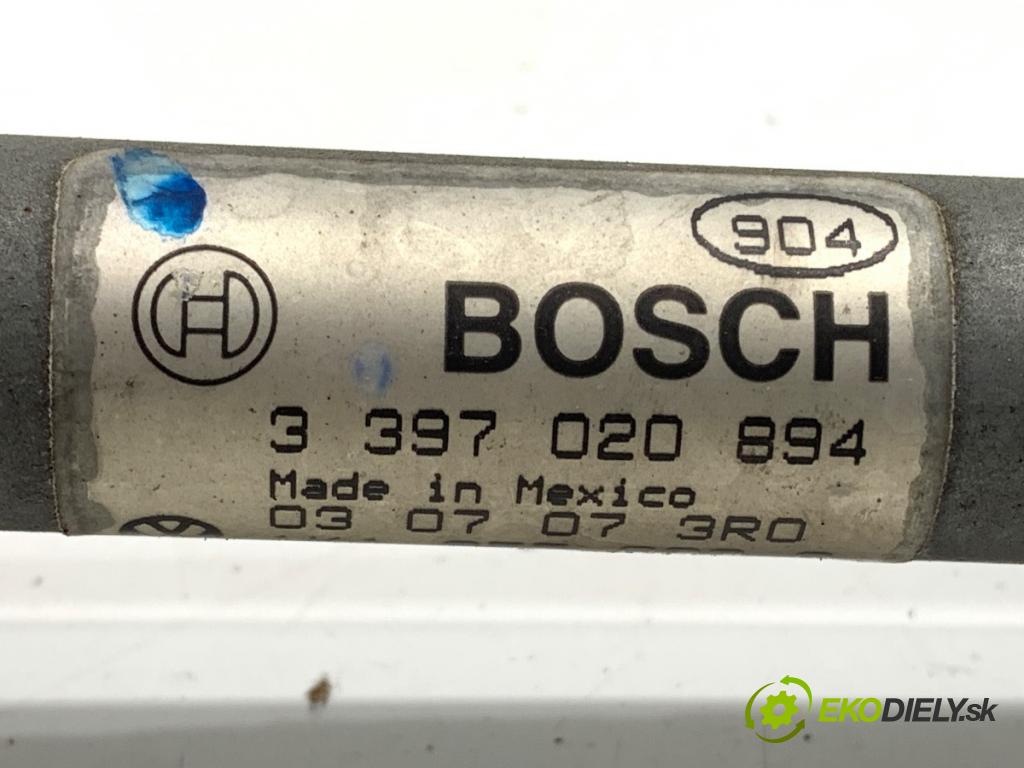 904
BOSCH
3 397 020 894
Made in Mexico
03 07 07 3R0
EKODIELY.sk